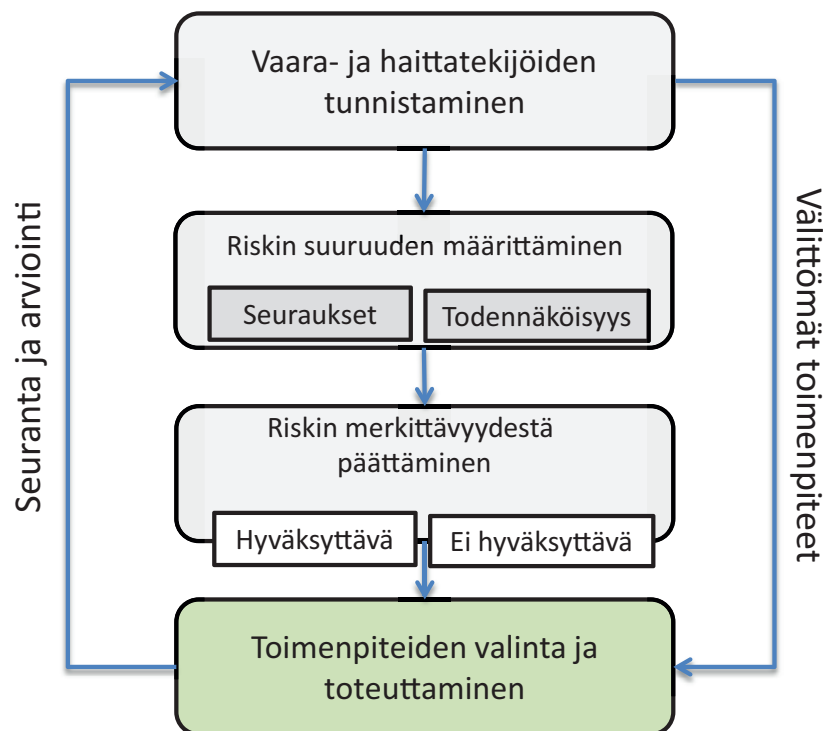 Vaara- ja haittatekijöiden
tunnistaminen
Riskin suuruuden määrittäminen
Seuraukset
Todennäköisyys
Riskin merkittävyydestä
päättäminen
Hyväksyttävä
Ei hyväksyttävä
Toimenpiteiden valinta ja
toteuttaminen
Seuranta ja arviointi
Välittömät toimenpiteet